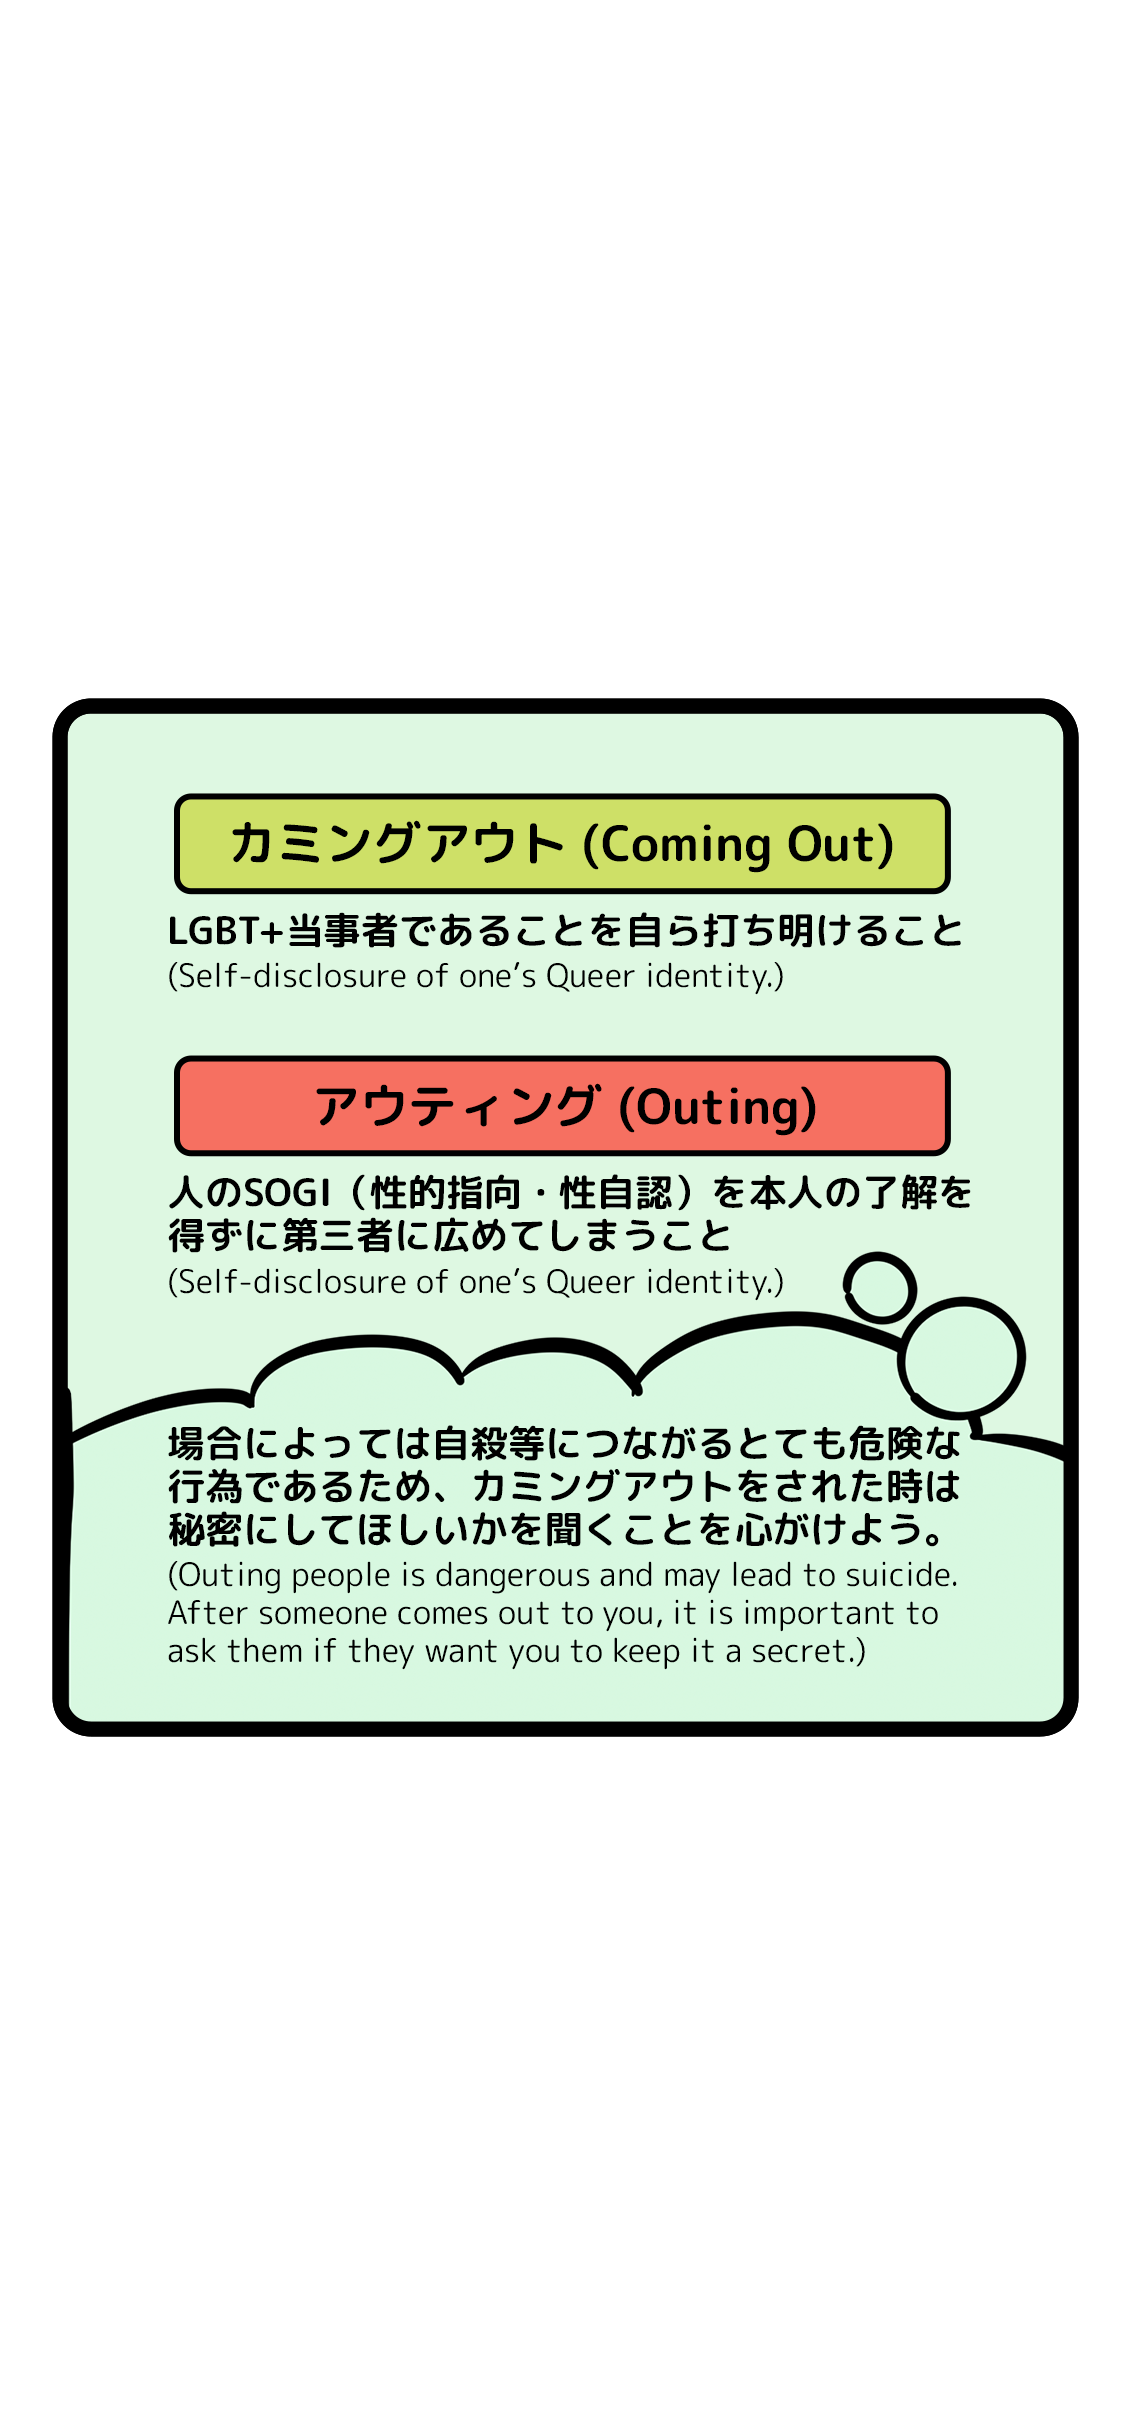 カミングアウト (Coming Out)
LGBT+当事者であることを自ら打ち明けること
(Self-disclosure of one’s Queer identity.)
アウティング (Outing)
人のSOGI（性的指向・性自認）を本人の了解を
得ずに第三者に広めてしまうこと
(Self-disclosure of one’s Queer identity.)
場合によっては自殺等につながるとても危険な
行為であるため、カミングアウトをされた時は
秘密にしてほしいかを聞くことを心がけよう。
(Outing people is dangerous and may lead to suicide.
After someone comes out to you, it is important to
ask them if they want you to keep it a secret.)